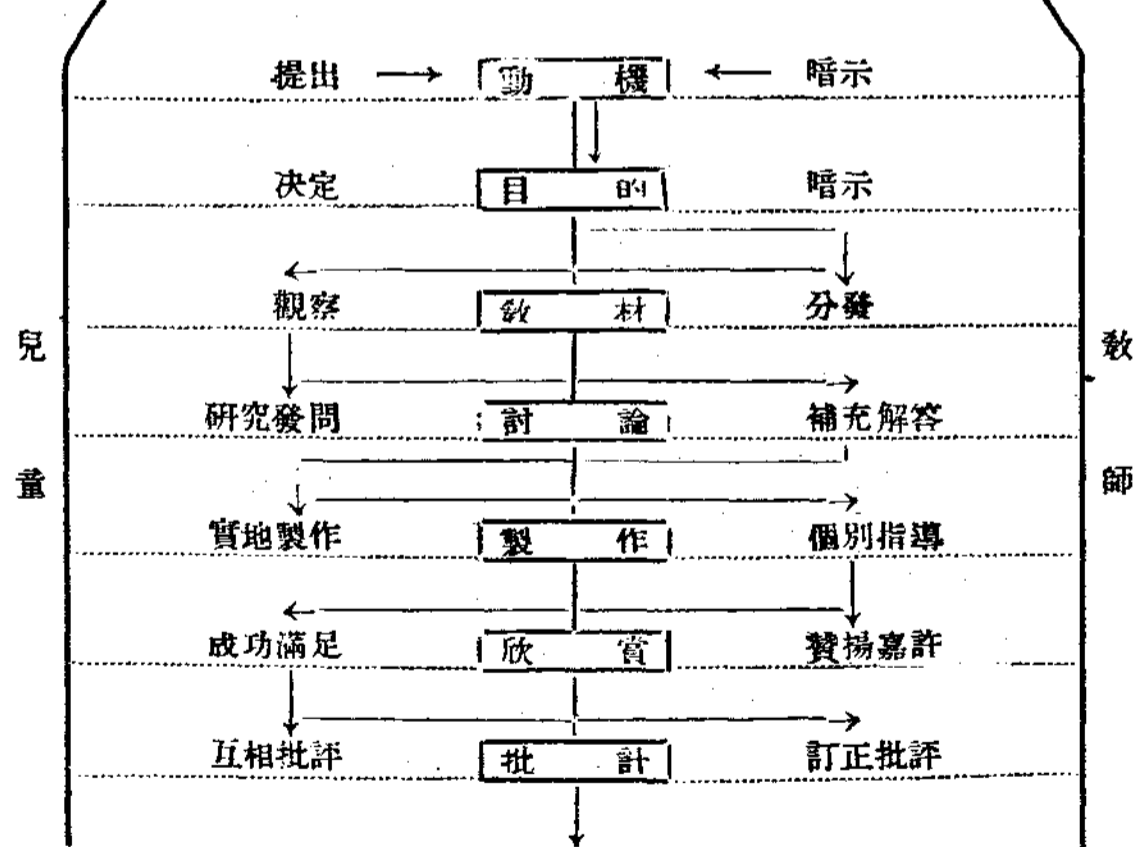 提出 動機 暗示
决定 目的 暗示
觀察 敎材 分發
研究發問 討論 補充解答
實地製作 製作 個別指導
成功滿足 欣賞 贊揚嘉許
互相批評 批計 訂正批評
兒童
敎師